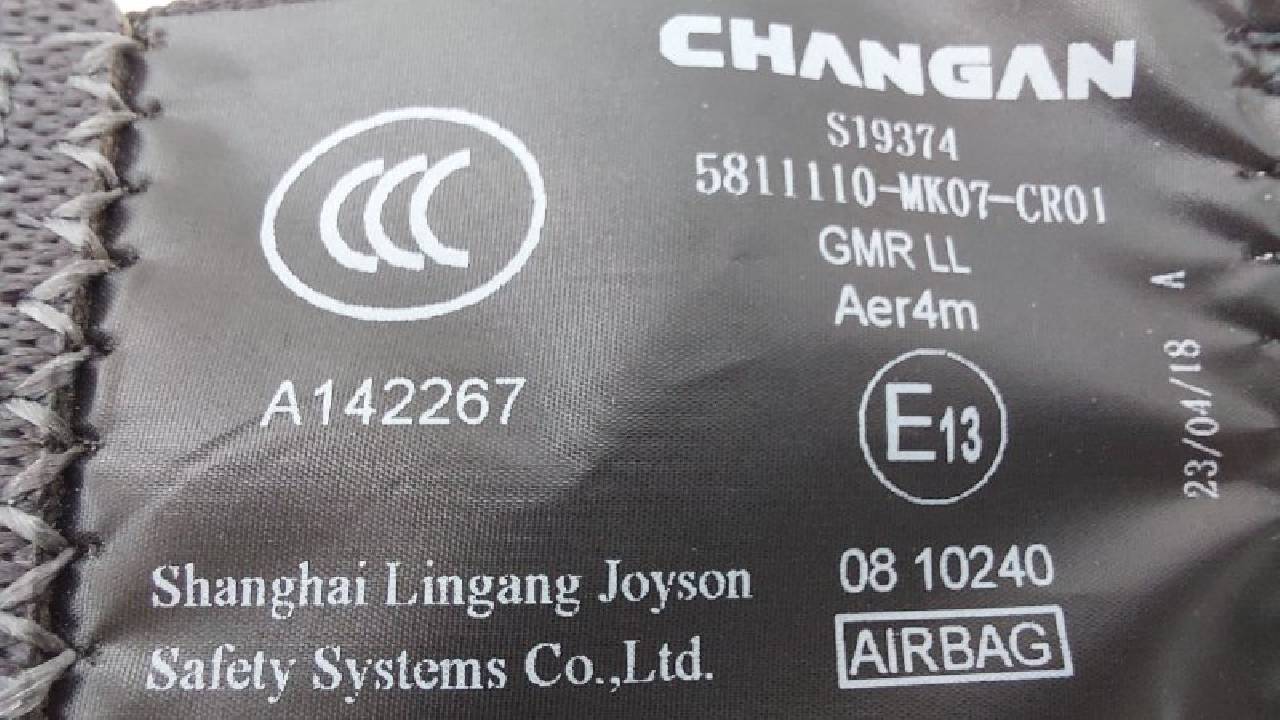 CHANGAN
S19374
5811110-MK07-CR01
GMR LL
Aer4m
E13
08 10240
AIRBAG
CCC
A142267
Shanghai Lingang Joyson
Safety Systems Co.,Ltd.
23/04/18 A